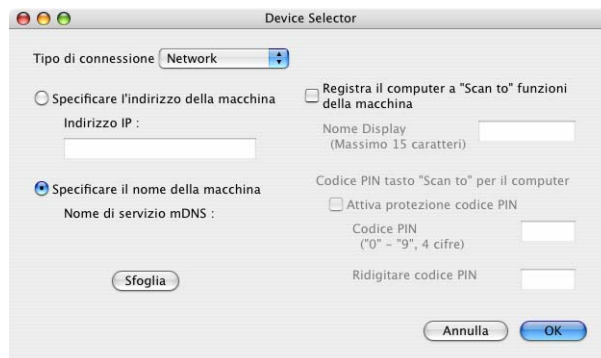 Device Selector
Tipo di connessione Network
Specificare l'indirizzo della macchina
Indirizzo IP :
Specificare il nome della macchina
Nome di servizio mDNS :
Sfoglia
Registra il computer a "Scan to" funzioni
della macchina
Nome Display
(Massimo 15 caratteri)
Codice PIN tasto "Scan to" per il computer
Attiva protezione codice PIN
Codice PIN
("0" - "9", 4 cifre)
Ridigitare codice PIN
Annulla
OK